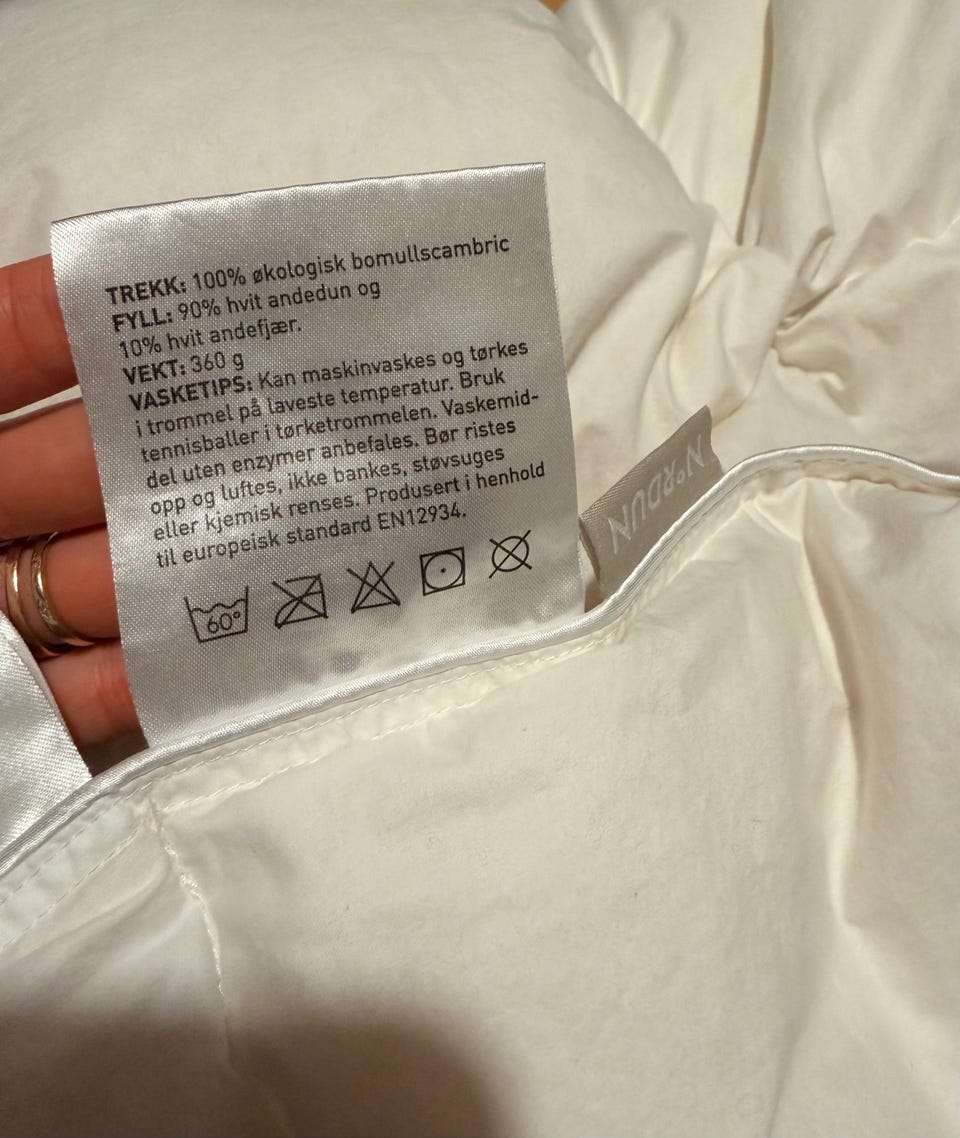 TREKK: 100% økologisk bomullscambric
FYLL: 90% hvit andedun og
10% hvit andefjær.
VEKT: 360 g
VASKETIPS: Kan maskinvaskes og tørkes
i trommel på laveste temperatur. Bruk
tennisballer i tørketrommelen. Vaskemid-
del uten enzymer anbefales. Bør ristes
opp og luftes, ikke bankes, støvsuges
eller kjemisk renses. Produsert i henhold
til europeisk standard EN12934.
60°
N°RDUN